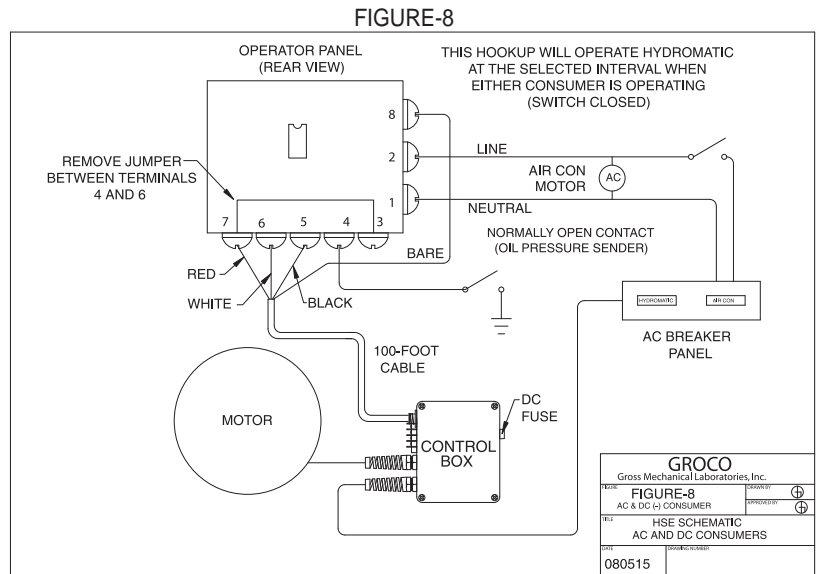 FIGURE-8
OPERATOR PANEL
(REAR VIEW)
THIS HOOKUP WILL OPERATE HYDROMATIC
AT THE SELECTED INTERVAL WHEN
EITHER CONSUMER IS OPERATING
(SWITCH CLOSED)
8
2
1
REMOVE JUMPER
BETWEEN TERMINALS
4 AND 6
7 6 5 4 3
LINE
AIR CON
MOTOR
AC
NEUTRAL
NORMALLY OPEN CONTACT
(OIL PRESSURE SENDER)
BARE
RED
WHITE
BLACK
HYDROMATIC
AIR CON
AC BREAKER
PANEL
100-FOOT
CABLE
MOTOR
DC
FUSE
CONTROL
BOX
GROCO
Gross Mechanical Laboratories, Inc.
FIGURE
FIGURE-8
AC & DC (-) CONSUMER
DRAWN BY
APPROVED BY
TITLE
HSE SCHEMATIC
AC AND DC CONSUMERS
DATE
080515
DRAWING NUMBER